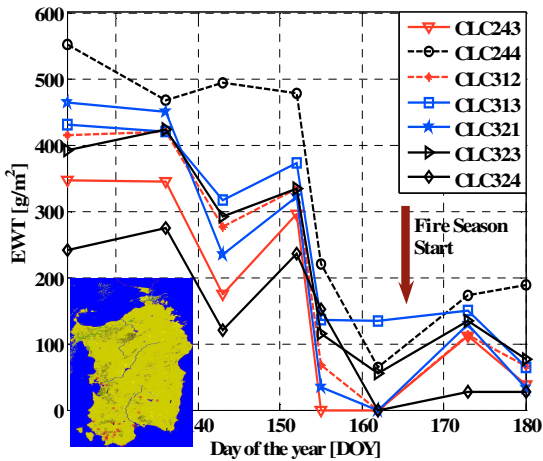 600
500
400
300
200
100
0
EWT [g/m²]
140
150
160
170
180
Day of the year [DOY]
CLC243
CLC244
CLC312
CLC313
CLC321
CLC323
CLC324
Fire Season
Start